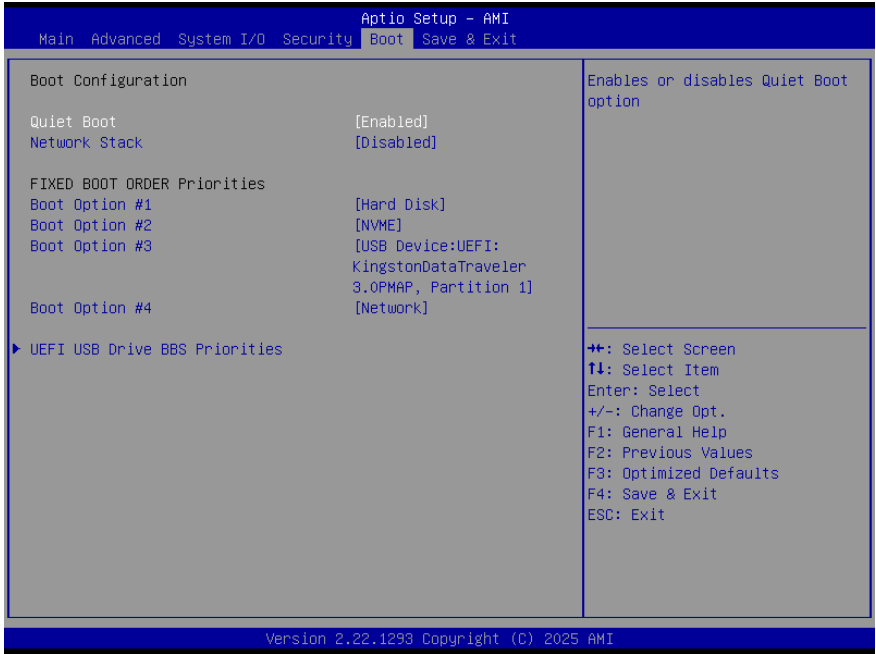 Aptio Setup - AMI
Main Advanced System I/O Security Boot Save & Exit
Boot Configuration
Quiet Boot [Enabled]
Network Stack [Disabled]
FIXED BOOT ORDER Priorities
Boot Option #1 [Hard Disk]
Boot Option #2 [NVME]
Boot Option #3 [USB Device:UEFI:
KingstonDataTraveler
3.0PMAP, Partition 1]
Boot Option #4 [Network]
UEFI USB Drive BBS Priorities
Enables or disables Quiet Boot
option
→←: Select Screen
↑↓: Select Item
Enter: Select
+/-: Change Opt.
F1: General Help
F2: Previous Values
F3: Optimized Defaults
F4: Save & Exit
ESC: Exit
Version 2.22.1293 Copyright (C) 2025 AMI